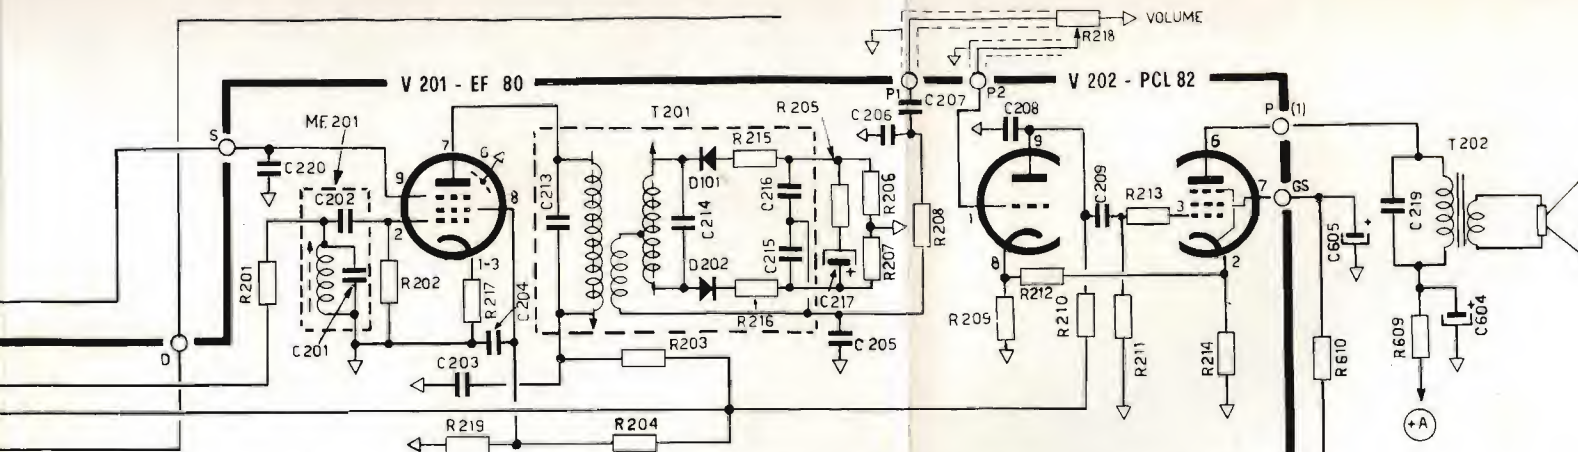 VOLUME
R218
V 201 - EF 80
P1
P2
V 202 - PCL 82
C207
R205
C206
C208
P (1)
MF201
T201
S
7
6
9
6
R215
T202
C220
9
8
C213
D101
C216
R206
C209
R213
7
GS
C202
2
C214
R208
1
3
C219
C605
+
R201
R202
1-3
R217
C204
D202
C215
R207
+
C217
8
R212
2
R216
R209
R210
R211
R214
R610
R609
+
C604
C201
D
C203
R203
C205
R219
R204
+A